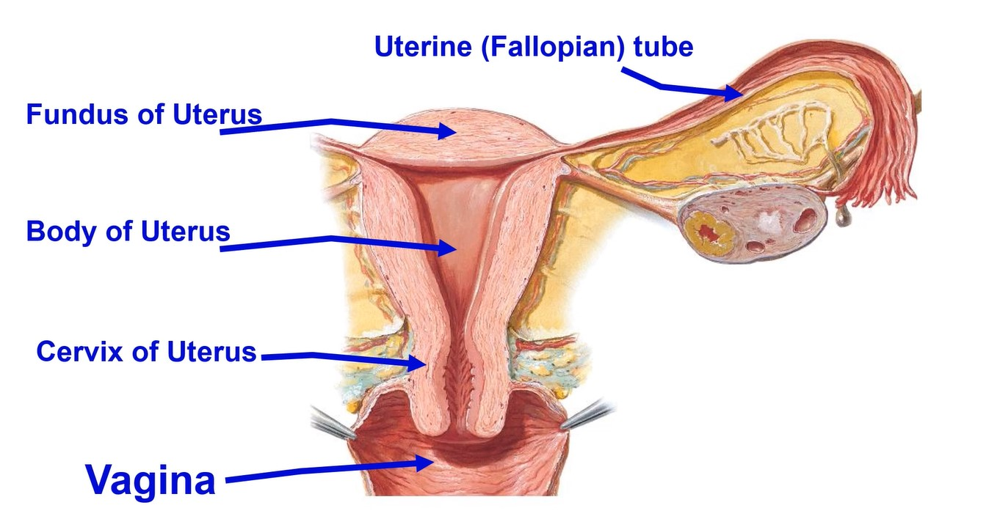 Uterine (Fallopian) tube
Fundus of Uterus
Body of Uterus
Cervix of Uterus
Vagina